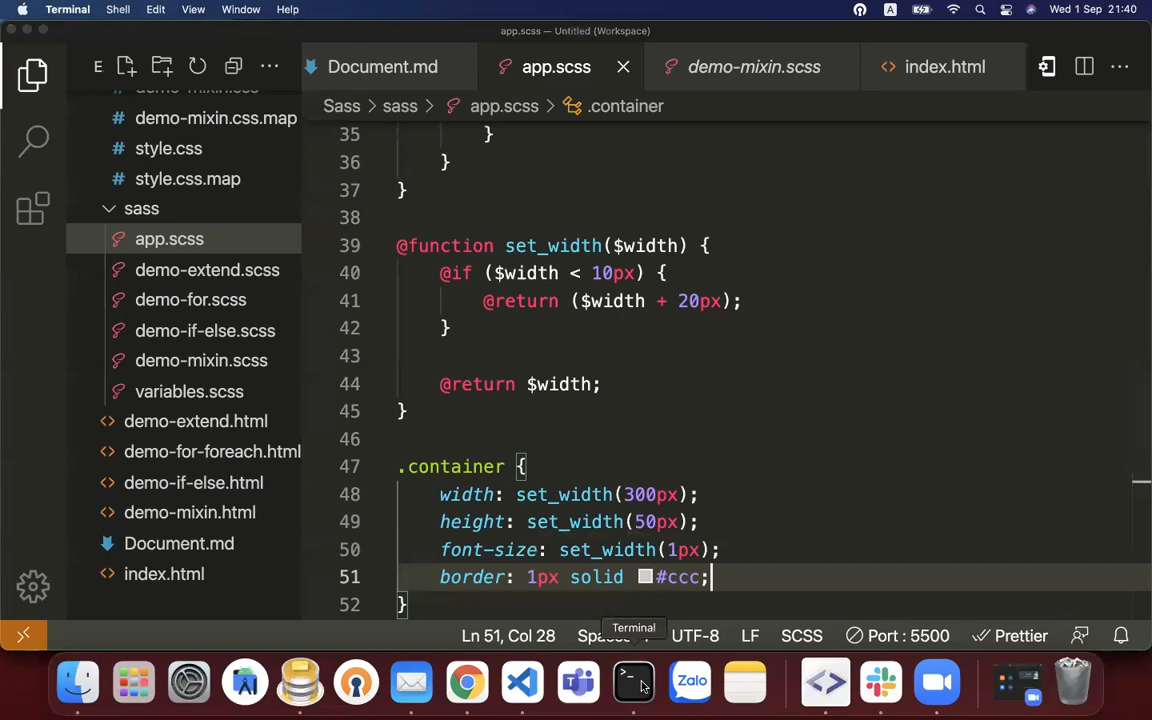 Terminal Shell Edit View Window Help A Wed 1 Sep 21:40
app.scss — Untitled (Workspace)
E Document.md app.scss demo-mixin.scss index.html
Sass > sass > app.scss > .container
demo-mixin.css
demo-mixin.css.map
style.css
style.css.map
sass
app.scss
demo-extend.scss
demo-for.scss
demo-if-else.scss
demo-mixin.scss
variables.scss
demo-extend.html
demo-for-foreach.html
demo-if-else.html
demo-mixin.html
Document.md
index.html
35 }
36 }
37 }
38
39 @function set_width($width) {
40 @if ($width < 10px) {
41 @return ($width + 20px);
42 }
43
44 @return $width;
45 }
46
47 .container {
48 width: set_width(300px);
49 height: set_width(50px);
50 font-size: set_width(1px);
51 border: 1px solid #ccc;
52 }
Terminal
Ln 51, Col 28 UTF-8 LF SCSS Port : 5500 Prettier
Zalo